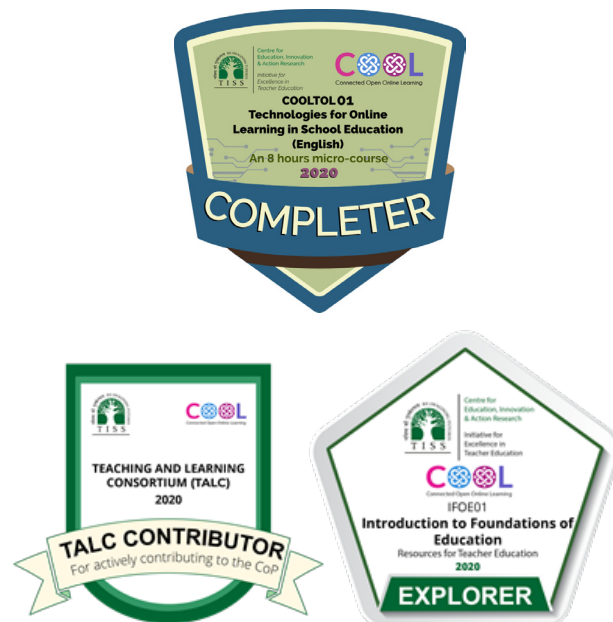 Centre for
Education, Innovation
& Action Research
Initiative for
Excellence in
Teacher Education
TISS
COOL
Connected Open Online Learning
COOLTOL 01
Technologies for Online
Learning in School Education
(English)
An 8 hours micro-course
2020
COMPLETER
TISS
COOL
Connected Open Online Learning
TEACHING AND LEARNING
CONSORTIUM (TALC)
2020
TALC CONTRIBUTOR
For actively contributing to the CoP
TISS
Centre for
Education, Innovation
& Action Research
Initiative for
Excellence in
Teacher Education
COOL
Connected Open Online Learning
IFOE01
Introduction to Foundations of
Education
Resources for Teacher Education
2020
EXPLORER